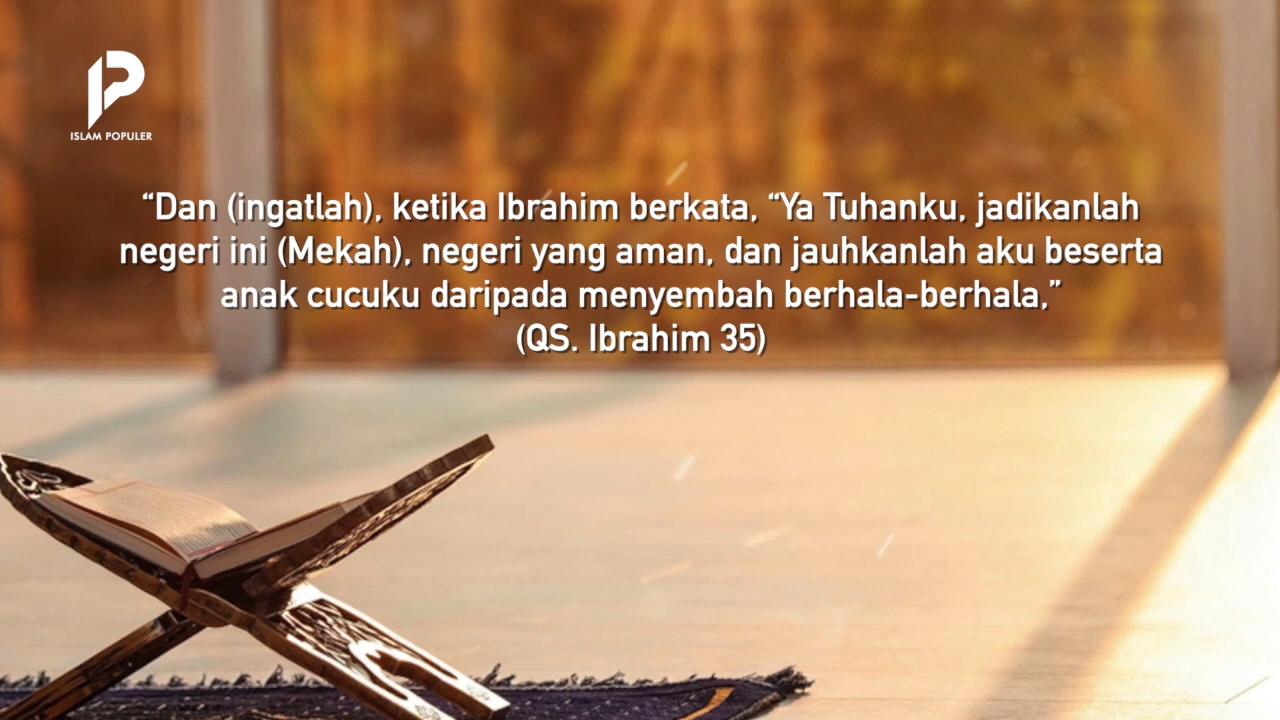 ISLAM POPULER
“Dan (ingatlah), ketika Ibrahim berkata, “Ya Tuhanku, jadikanlah
negeri ini (Mekah), negeri yang aman, dan jauhkanlah aku beserta
anak cucuku daripada menyembah berhala-berhala,”
(QS. Ibrahim 35)